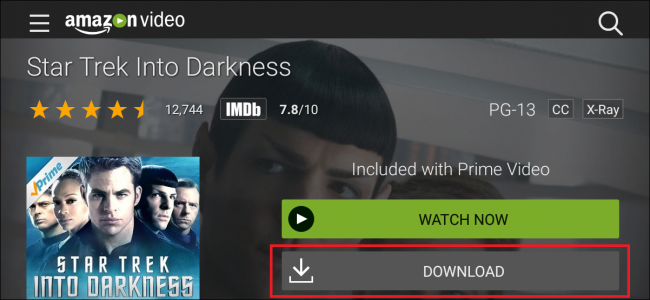 amazon video
Star Trek Into Darkness
12,744 IMDb 7.8/10 PG-13 CC X-Ray
Prime
Included with Prime Video
WATCH NOW
STAR TREK
INTO DARKNESS
DOWNLOAD